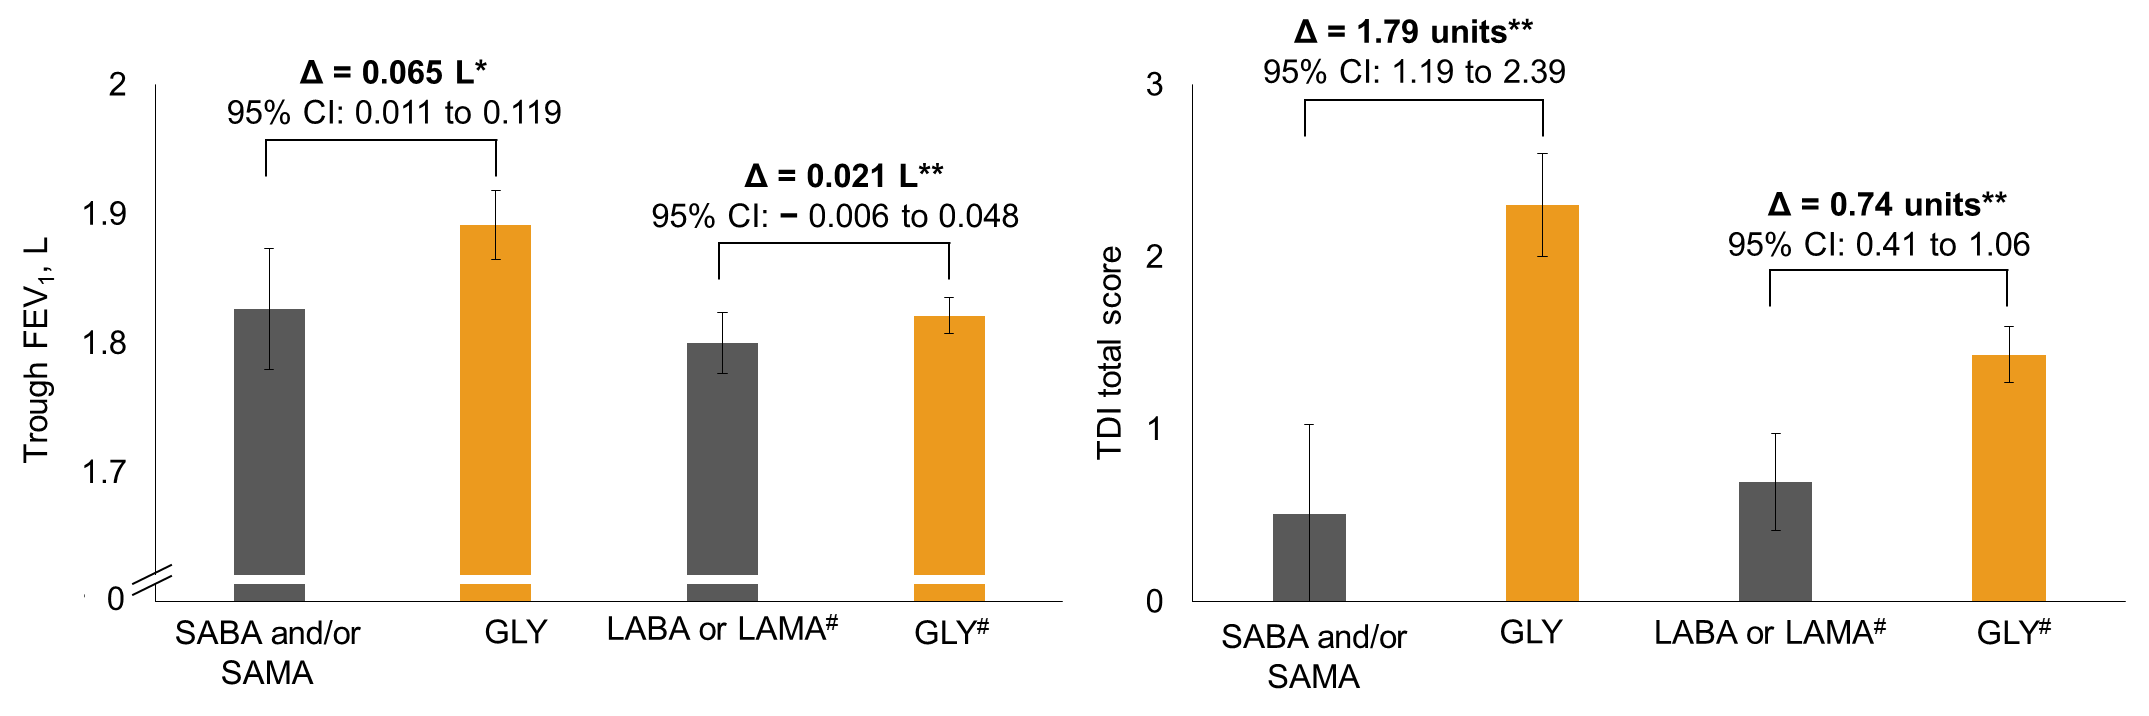 Δ = 0.065 L*
95% CI: 0.011 to 0.119
Δ = 0.021 L**
95% CI: − 0.006 to 0.048
2
1.9
1.8
1.7
0
Trough FEV₁, L
SABA and/or
SAMA
GLY
LABA or LAMA#
GLY#
Δ = 1.79 units**
95% CI: 1.19 to 2.39
Δ = 0.74 units**
95% CI: 0.41 to 1.06
3
2
1
0
TDI total score
SABA and/or
SAMA
GLY
LABA or LAMA#
GLY#